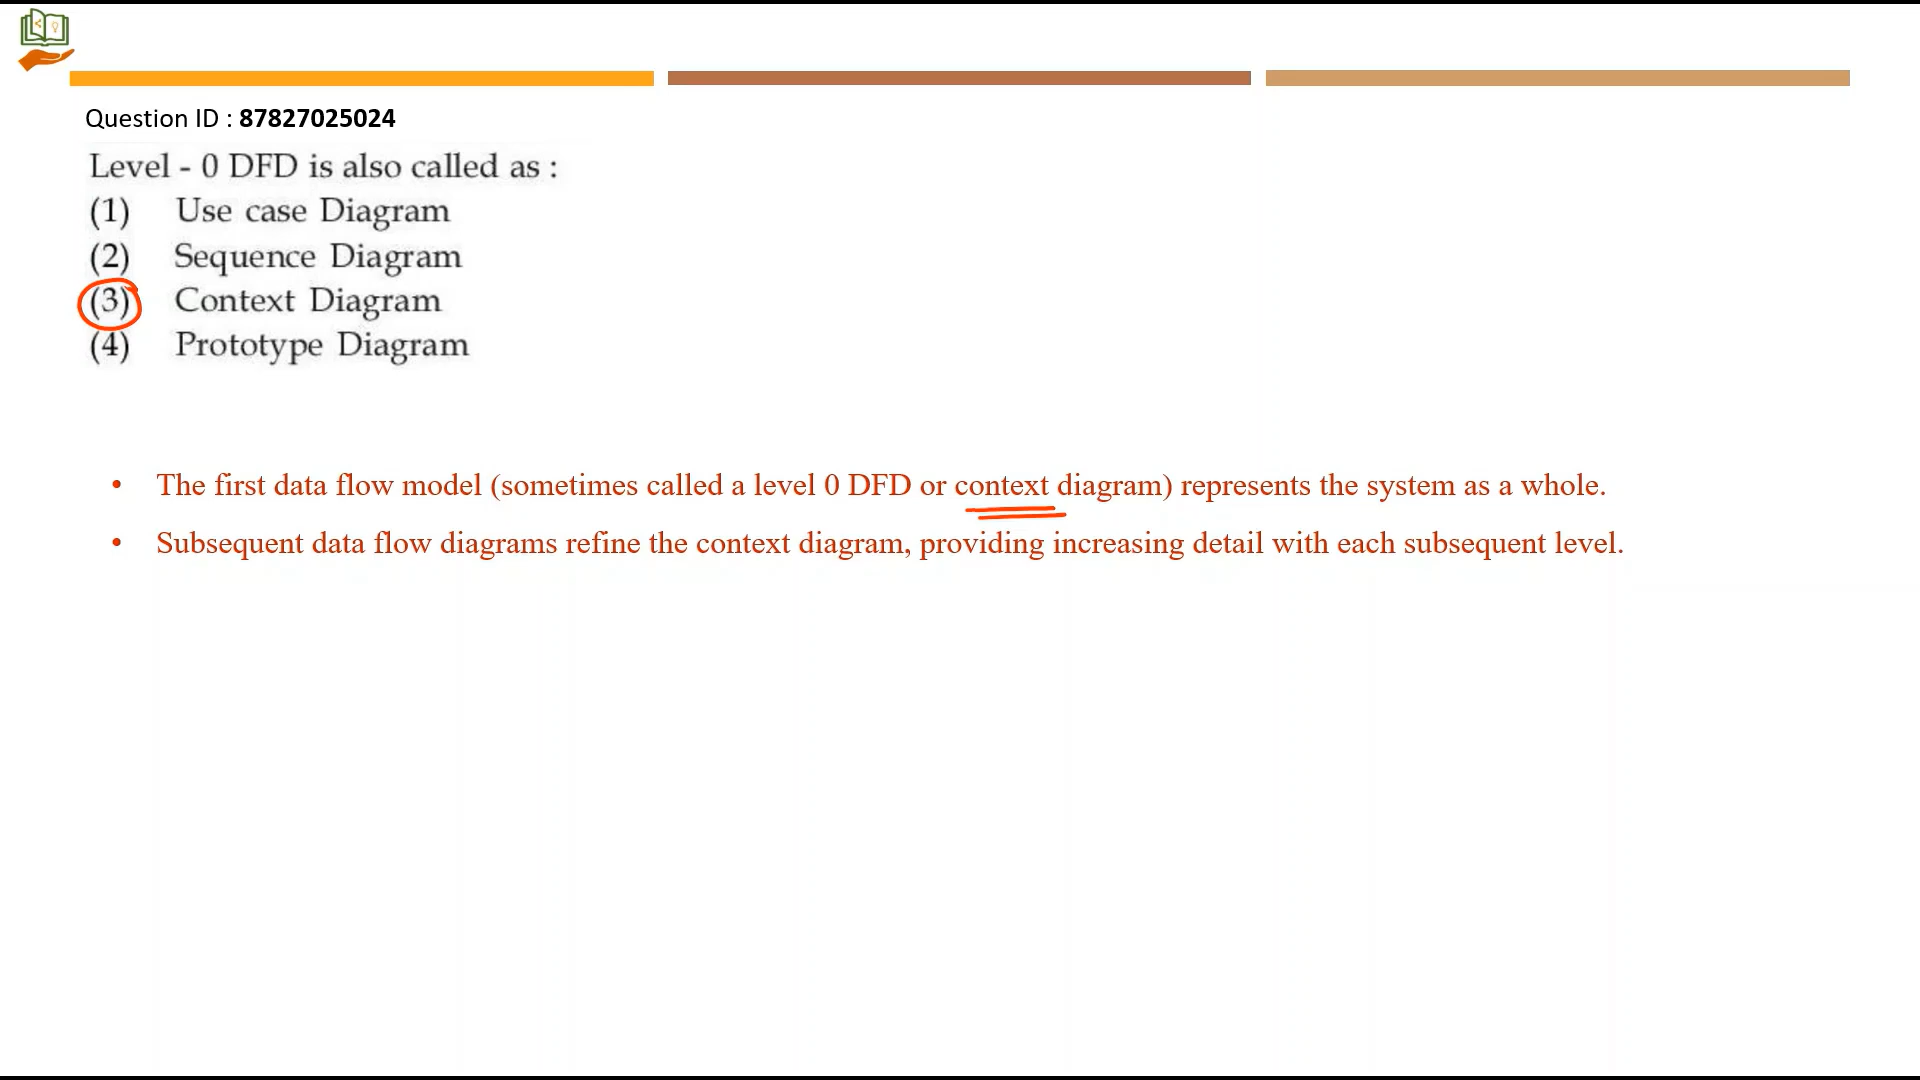 Question ID : 87827025024
Level - 0 DFD is also called as :
(1) Use case Diagram
(2) Sequence Diagram
(3) Context Diagram
(4) Prototype Diagram
• The first data flow model (sometimes called a level 0 DFD or context diagram) represents the system as a whole.
• Subsequent data flow diagrams refine the context diagram, providing increasing detail with each subsequent level.